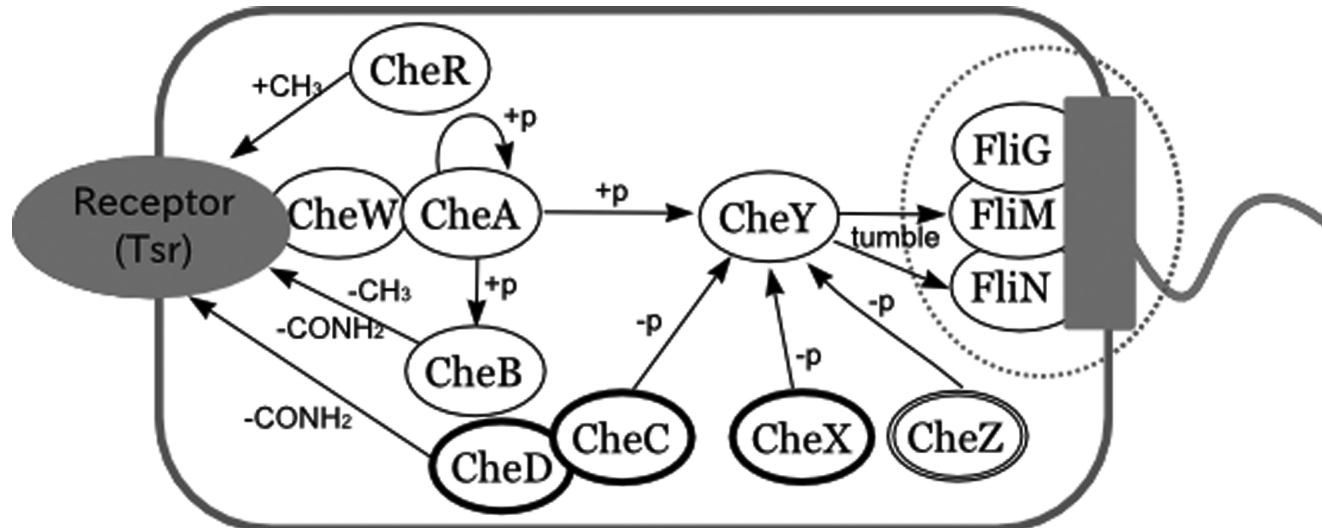 CheR
+CH₃
+p
FliG
Receptor
(Tsr)
CheW
CheA
+p
CheY
FliM
tumble
FliN
+p
-CH₃
-CONH₂
-p
-p
-p
CheB
-CONH₂
CheD
CheC
CheX
CheZ